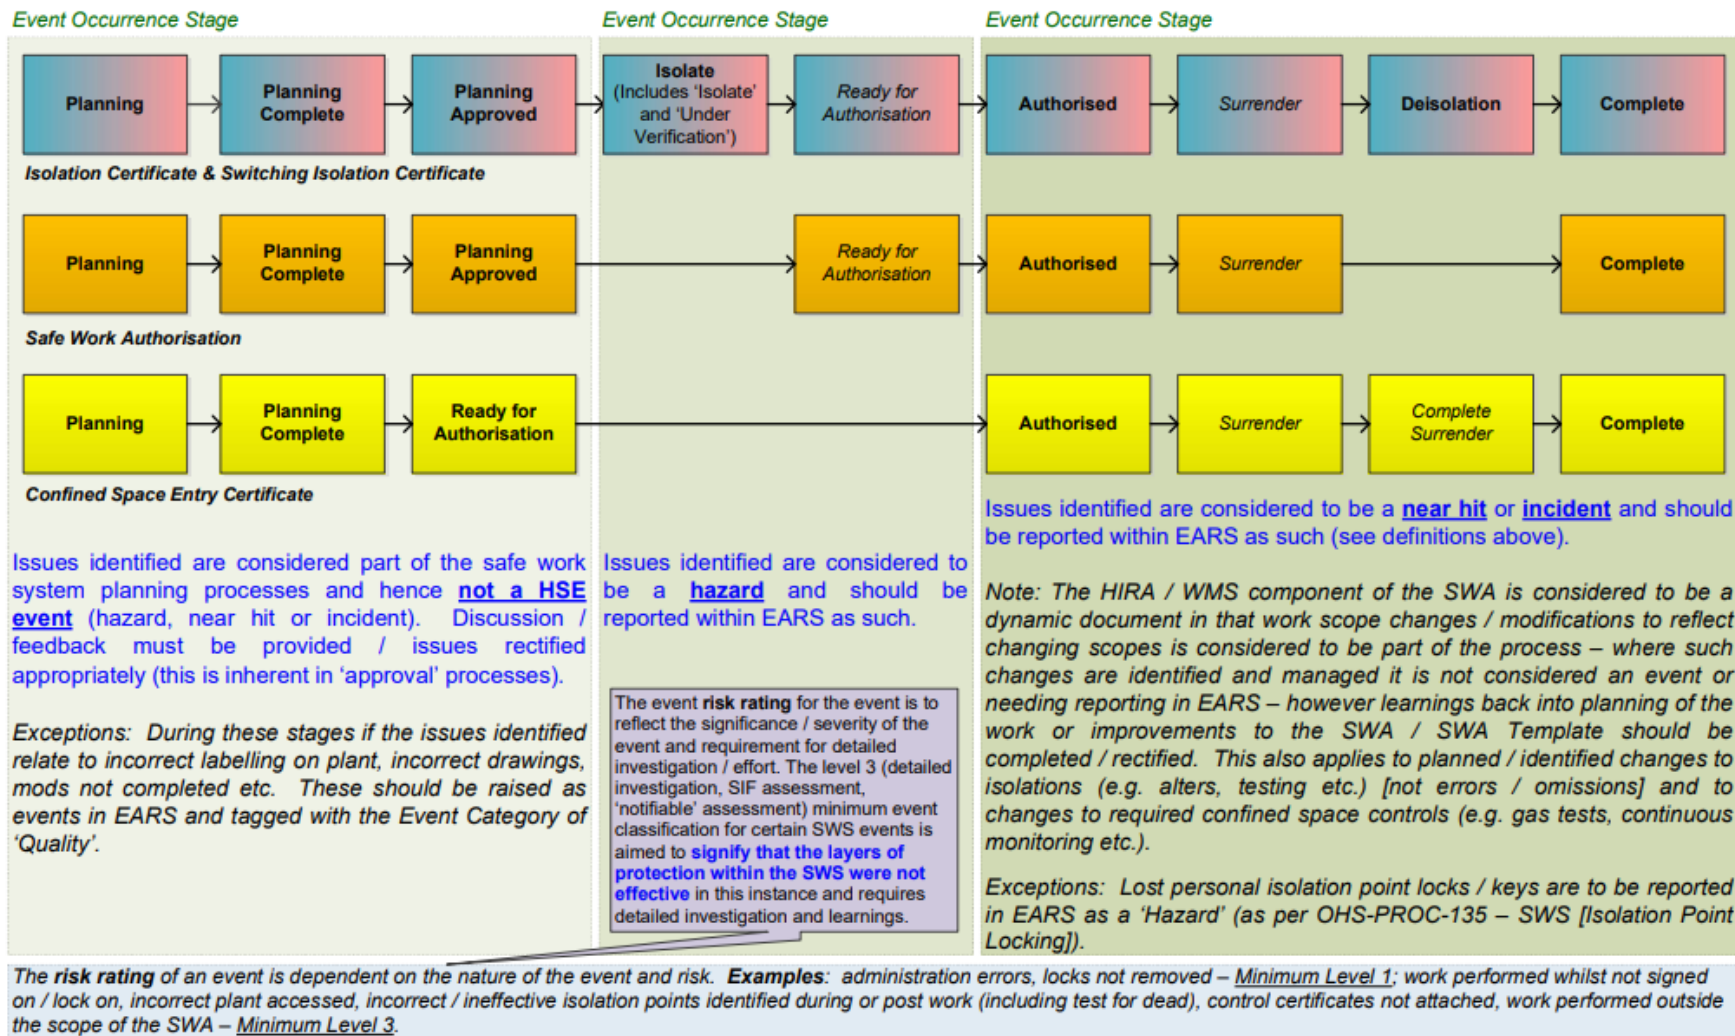 Event Occurrence Stage
Event Occurrence Stage
Event Occurrence Stage
Planning
Planning
Complete
Planning
Approved
Isolate
(Includes ‘Isolate’
and ‘Under
Verification’)
Ready for
Authorisation
Authorised
Surrender
Deisolation
Complete
Isolation Certificate & Switching Isolation Certificate
Planning
Planning
Complete
Planning
Approved
Ready for
Authorisation
Authorised
Surrender
Complete
Safe Work Authorisation
Planning
Planning
Complete
Ready for
Authorisation
Authorised
Surrender
Complete
Surrender
Complete
Confined Space Entry Certificate
Issues identified are considered part of the safe work
system planning processes and hence not a HSE
event (hazard, near hit or incident). Discussion /
feedback must be provided / issues rectified
appropriately (this is inherent in ‘approval’ processes).
Exceptions: During these stages if the issues identified
relate to incorrect labelling on plant, incorrect drawings,
mods not completed etc. These should be raised as
events in EARS and tagged with the Event Category of
‘Quality’.
Issues identified are considered to
be a hazard and should be
reported within EARS as such.
The event risk rating for the event is to
reflect the significance / severity of the
event and requirement for detailed
investigation / effort. The level 3 (detailed
investigation, SIF assessment,
‘notifiable’ assessment) minimum event
classification for certain SWS events is
aimed to signify that the layers of
protection within the SWS were not
effective in this instance and requires
detailed investigation and learnings.
Issues identified are considered to be a near hit or incident and should
be reported within EARS as such (see definitions above).
Note: The HIRA / WMS component of the SWA is considered to be a
dynamic document in that work scope changes / modifications to reflect
changing scopes is considered to be part of the process – where such
changes are identified and managed it is not considered an event or
needing reporting in EARS – however learnings back into planning of the
work or improvements to the SWA / SWA Template should be
completed / rectified. This also applies to planned / identified changes to
isolations (e.g. alters, testing etc.) [not errors / omissions] and to
changes to required confined space controls (e.g. gas tests, continuous
monitoring etc.).
Exceptions: Lost personal isolation point locks / keys are to be reported
in EARS as a ‘Hazard’ (as per OHS-PROC-135 – SWS [Isolation Point
Locking]).
The risk rating of an event is dependent on the nature of the event and risk. Examples: administration errors, locks not removed – Minimum Level 1; work performed whilst not signed
on / lock on, incorrect plant accessed, incorrect / ineffective isolation points identified during or post work (including test for dead), control certificates not attached, work performed outside
the scope of the SWA – Minimum Level 3.